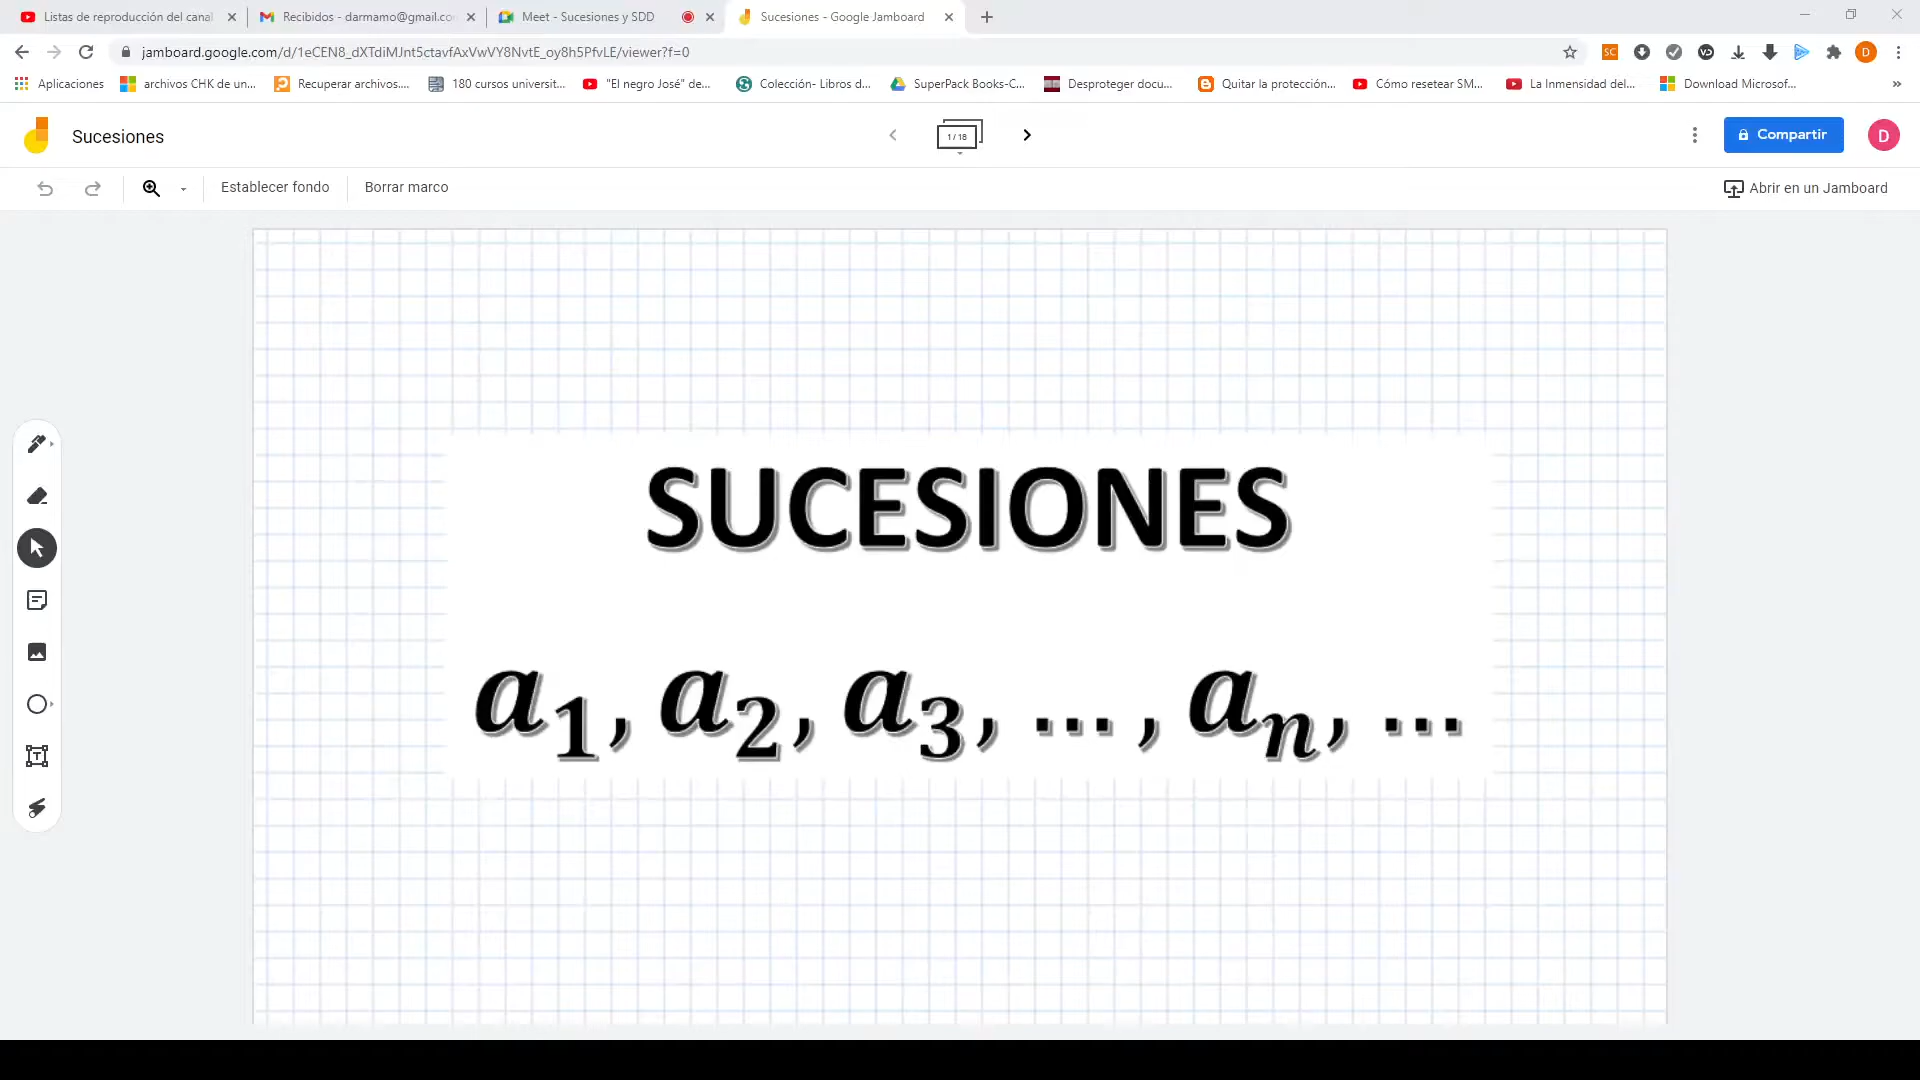 Listas de reproducción del canal
Recibidos - darmamo@gmail.co
Meet - Sucesiones y SDD
Sucesiones - Google Jamboard
jamboard.google.com/d/1eCEN8_dXTdiMJnt5ctavfAxVwVY8NvtE_oy8h5PfvLE/viewer?f=0
SC
VD
D
Aplicaciones
archivos CHK de un...
Recuperar archivos....
180 cursos universit...
"El negro José" de...
Colección- Libros d...
SuperPack Books-C...
Desproteger docu...
Quitar la protección...
Cómo resetear SM...
La Inmensidad del...
Download Microsof...
»
Sucesiones
1 / 18
Compartir
D
Establecer fondo
Borrar marco
Abrir en un Jamboard
SUCESIONES
a₁, a₂, a₃, … , aₙ, …